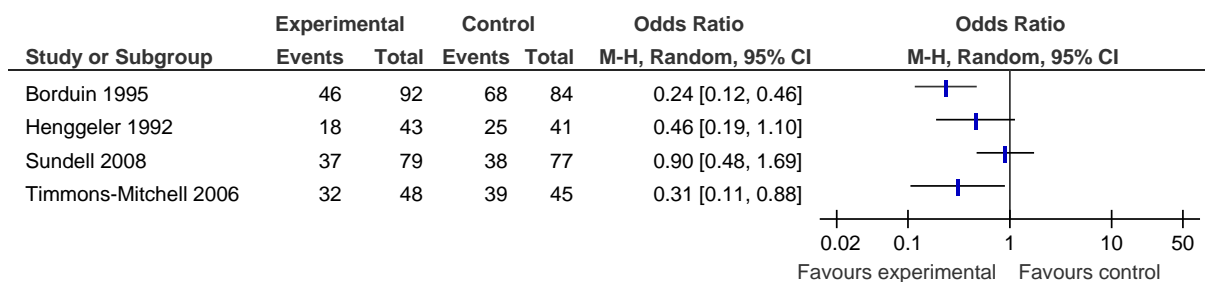 Experimental Control Odds Ratio Odds Ratio
Study or Subgroup Events Total Events Total M-H, Random, 95% CI M-H, Random, 95% CI
Borduin 1995 46 92 68 84 0.24 [0.12, 0.46]
Henggeler 1992 18 43 25 41 0.46 [0.19, 1.10]
Sundell 2008 37 79 38 77 0.90 [0.48, 1.69]
Timmons-Mitchell 2006 32 48 39 45 0.31 [0.11, 0.88]
0.02 0.1 1 10 50
Favours experimental Favours control